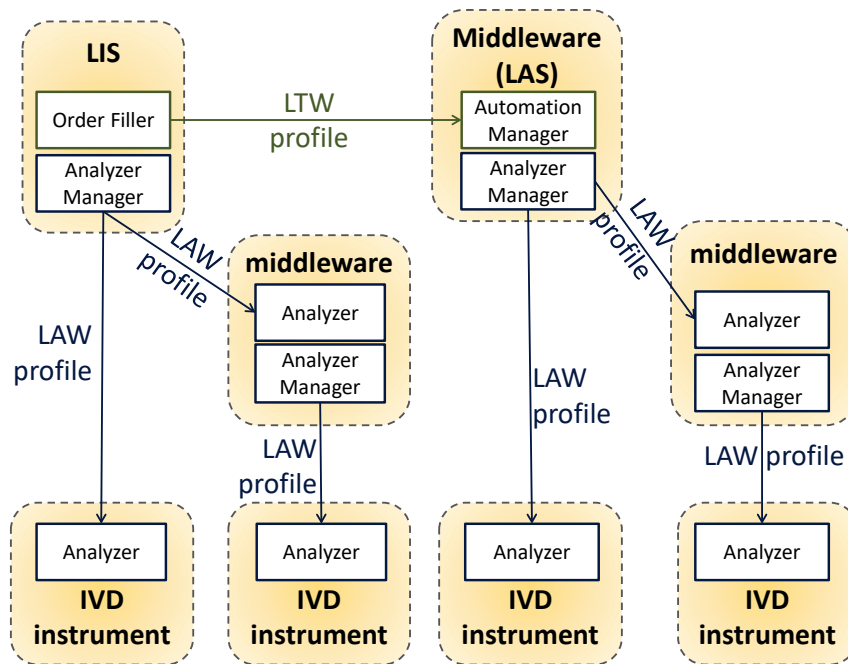 LIS
Order Filler
Analyzer
Manager
LTW
profile
Middleware
(LAS)
Automation
Manager
Analyzer
Manager
LAW
profile
middleware
Analyzer
Analyzer
Manager
LAW
profile
middleware
Analyzer
Analyzer
Manager
LAW
profile
LAW
profile
LAW
profile
LAW profile
Analyzer
IVD
instrument
Analyzer
IVD
instrument
Analyzer
IVD
instrument
Analyzer
IVD
instrument